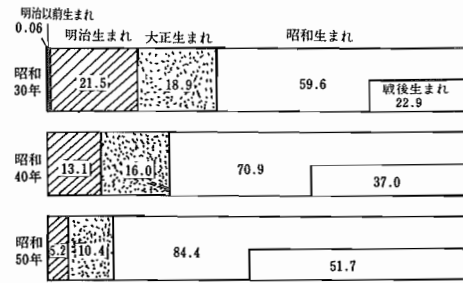 明治以前生まれ
0.06
明治生まれ 大正生まれ 昭和生まれ
昭和
30年
21.5 18.9 59.6
戦後生まれ
22.9
昭和
40年
13.1 16.0 70.9 37.0
昭和
50年
5.2 10.4 84.4 51.7